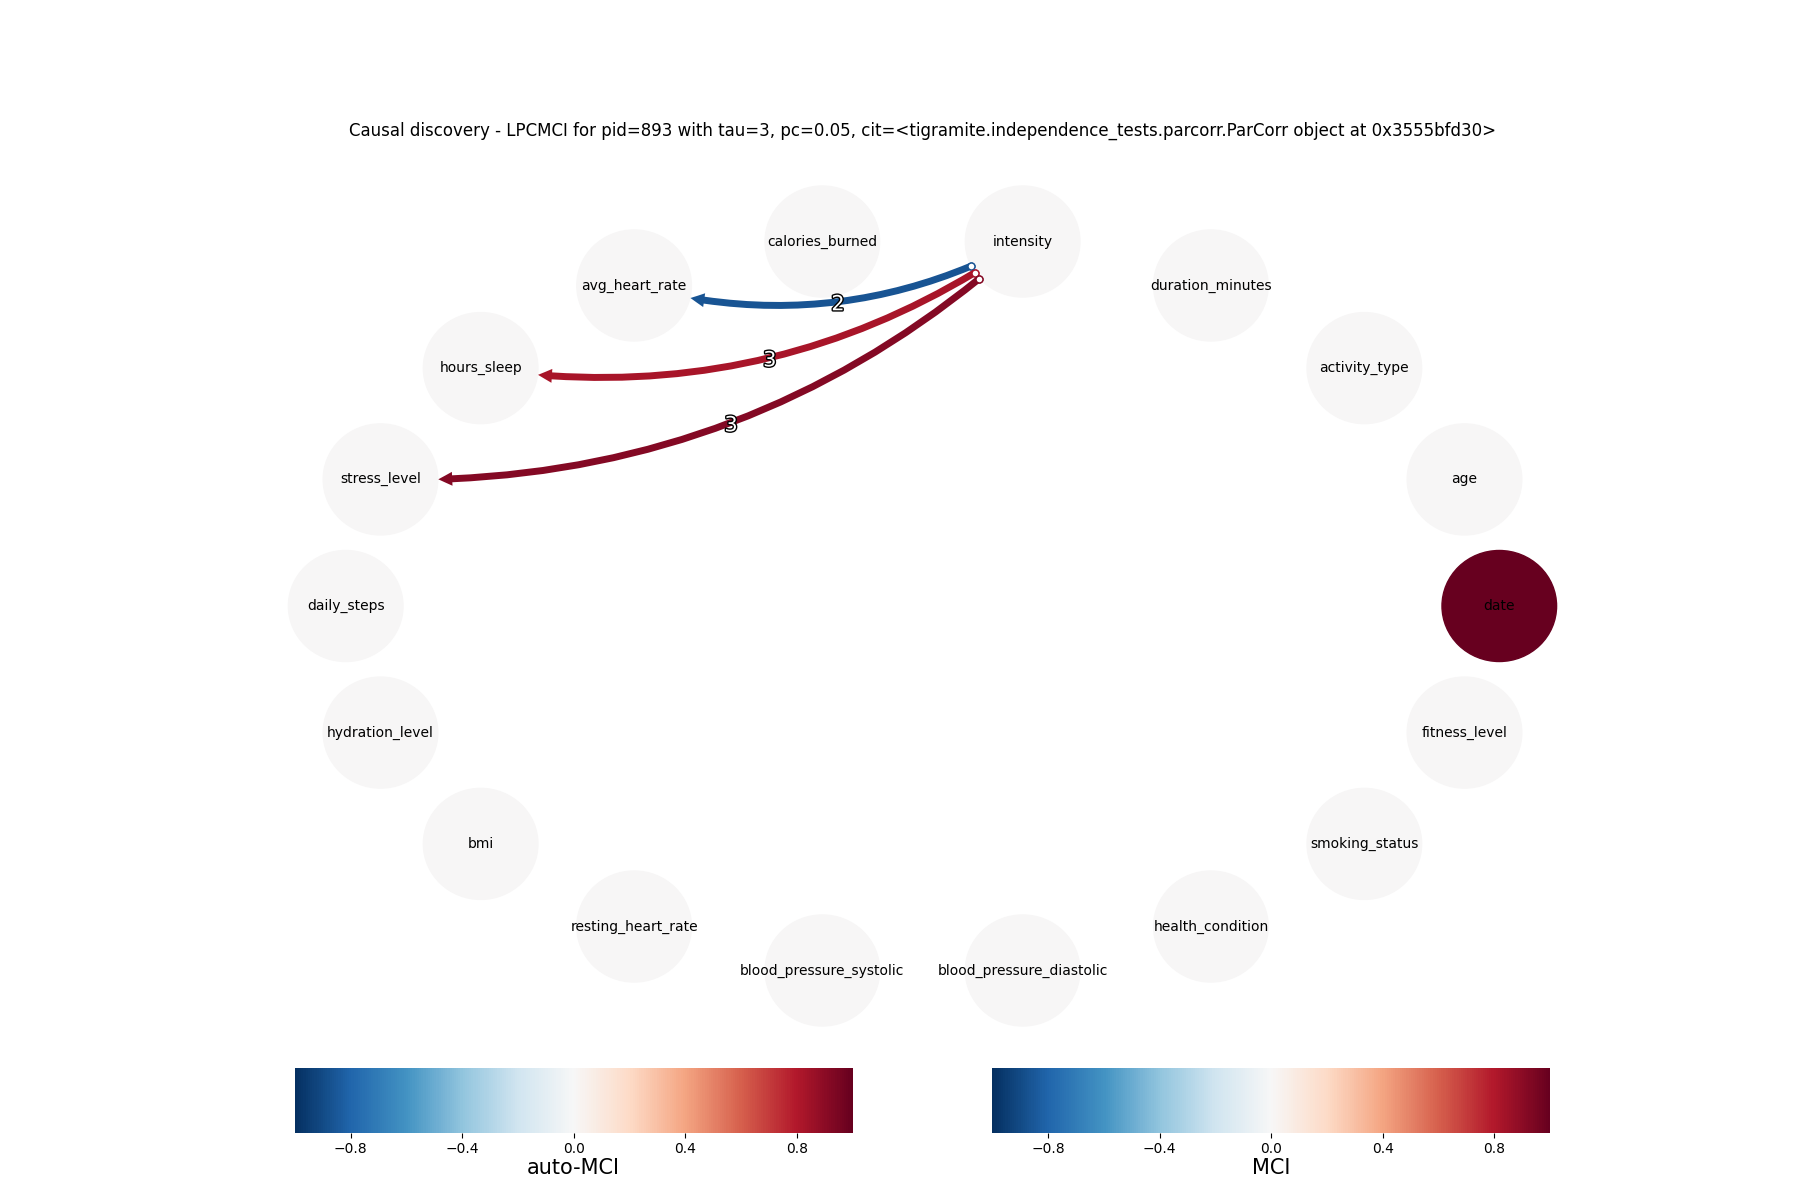 Causal discovery - LPCMCI for pid=893 with tau=3, pc=0.05, cit=<tigramite.independence_tests.parcorr.ParCorr object at 0x3555bfd30>
calories_burned
intensity
avg_heart_rate
duration_minutes
2
3
hours_sleep
activity_type
3
stress_level
age
daily_steps
date
hydration_level
fitness_level
bmi
smoking_status
resting_heart_rate
health_condition
blood_pressure_systolic
blood_pressure_diastolic
−0.8 −0.4 0.0 0.4 0.8
auto-MCI
−0.8 −0.4 0.0 0.4 0.8
MCI